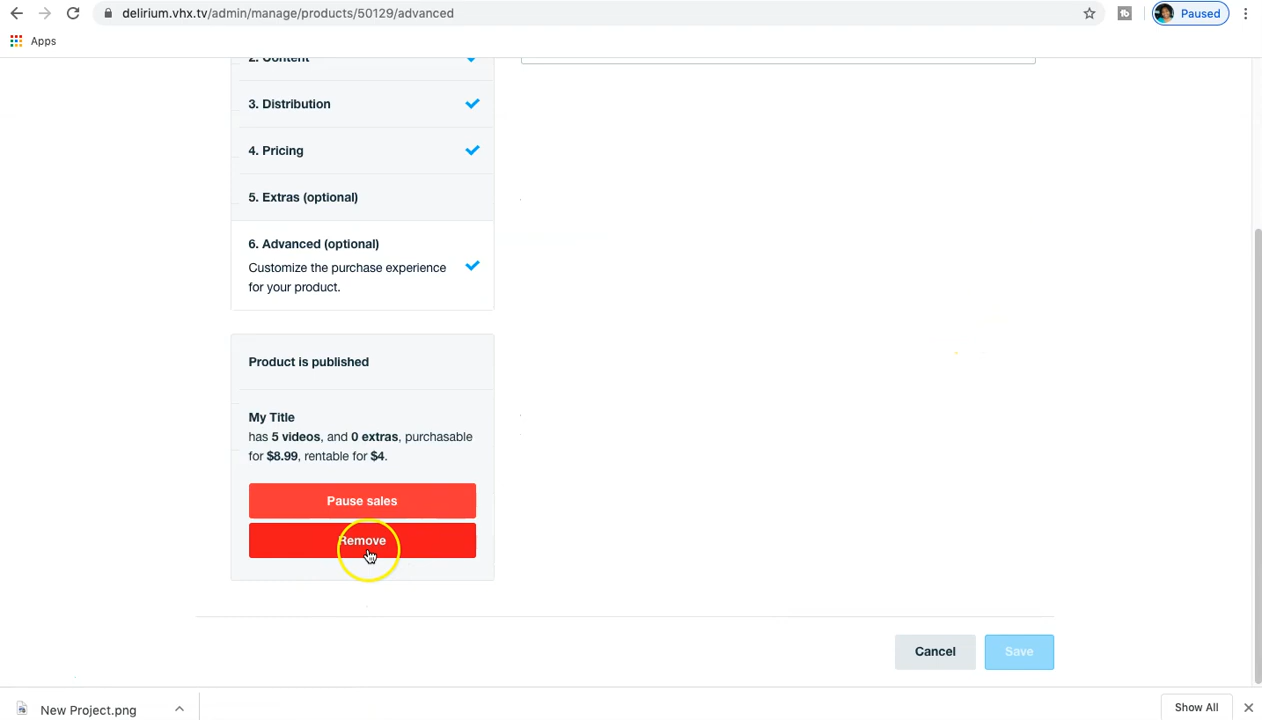 delirium.vhx.tv/admin/manage/products/50129/advanced
Paused
Apps
2. Content
3. Distribution
4. Pricing
5. Extras (optional)
6. Advanced (optional)
Customize the purchase experience
for your product.
Product is published
My Title
has 5 videos, and 0 extras, purchasable
for $8.99, rentable for $4.
Pause sales
Remove
Cancel
Save
New Project.png
Show All